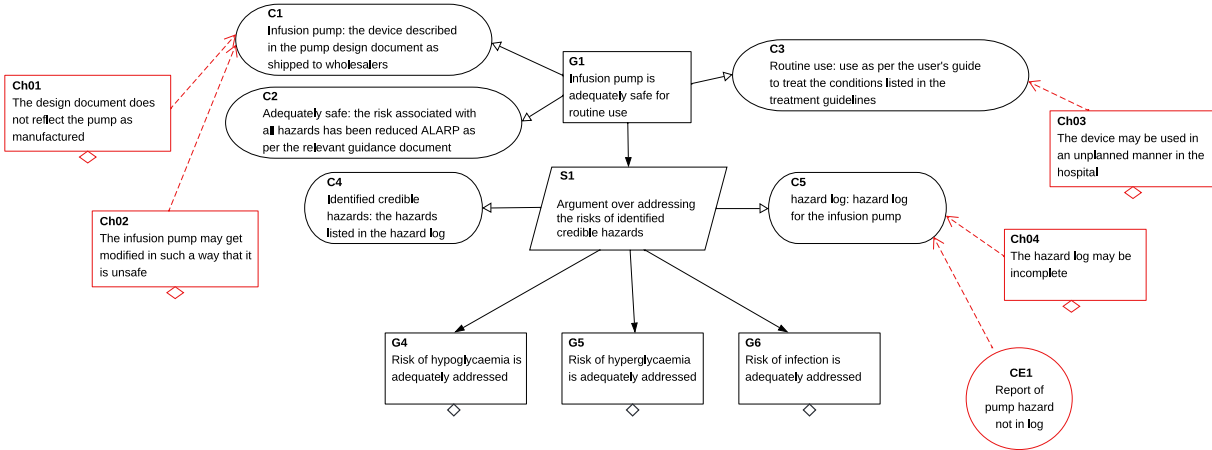 C1
Infusion pump: the device described
in the pump design document as
shipped to wholesalers
C3
Routine use: use as per the user's guide
to treat the conditions listed in the
treatment guidelines
G1
Infusion pump is
adequately safe for
routine use
Ch01
The design document does
not reflect the pump as
manufactured
C2
Adequately safe: the risk associated with
all hazards has been reduced ALARP as
per the relevant guidance document
Ch03
The device may be used in
an unplanned manner in the
hospital
C4
Identified credible
hazards: the hazards
listed in the hazard log
S1
Argument over addressing
the risks of identified
credible hazards
C5
hazard log: hazard log
for the infusion pump
Ch02
The infusion pump may get
modified in such a way that it
is unsafe
Ch04
The hazard log may be
incomplete
G4
Risk of hypoglycaemia is
adequately addressed
G5
Risk of hyperglycaemia
is adequately addressed
G6
Risk of infection is
adequately addressed
CE1
Report of
pump hazard
not in log